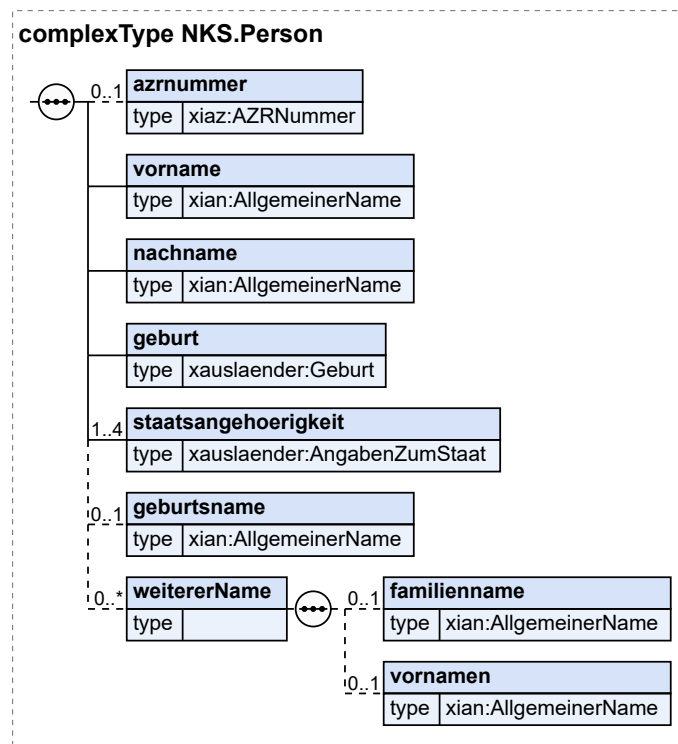 complexType NKS.Person
0..1 azrnummer
type xiaz:AZRNummer
vorname
type xian:AllgemeinerName
nachname
type xian:AllgemeinerName
geburt
type xauslaender:Geburt
1..4 staatsangehoerigkeit
type xauslaender:AngabenZumStaat
0..1 geburtsname
type xian:AllgemeinerName
0..* weitererName 0..1 familienname
type type xian:AllgemeinerName
0..1 vornamen
type xian:AllgemeinerName